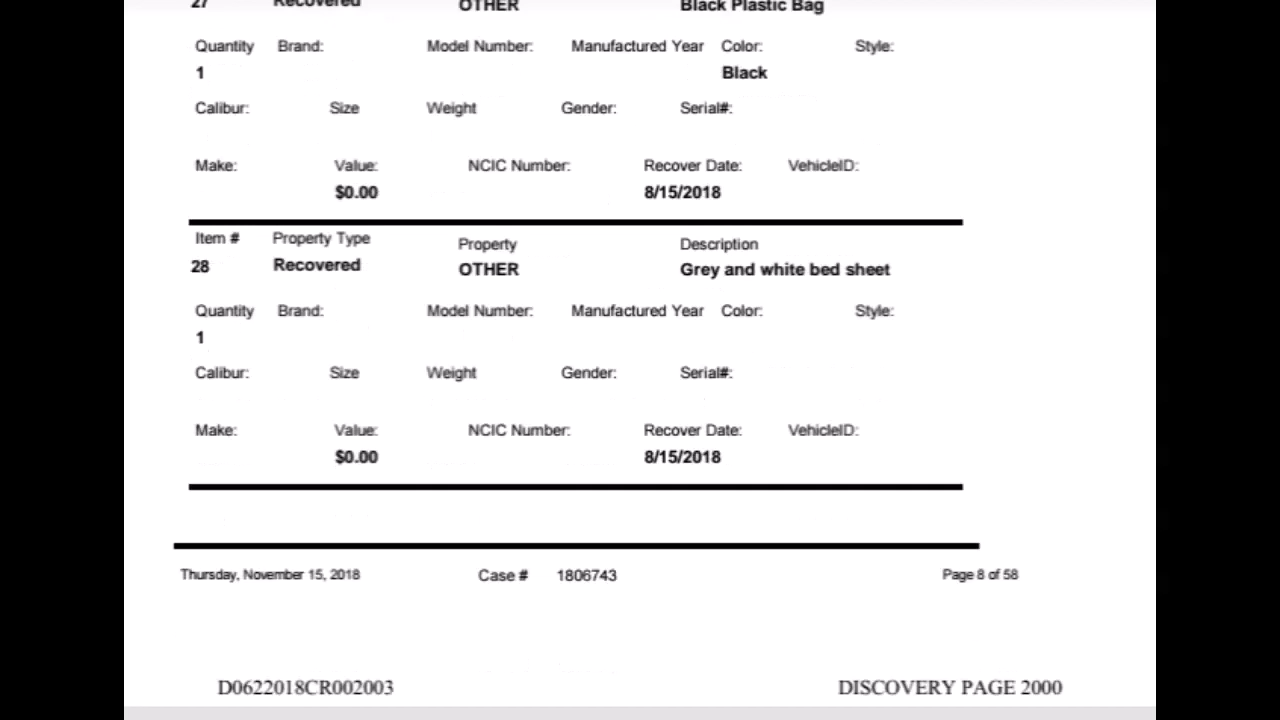 27 Recovered OTHER Black Plastic Bag
Quantity Brand: Model Number: Manufactured Year Color: Style:
1 Black
Calibur: Size Weight Gender: Serial#:
Make: Value: NCIC Number: Recover Date: VehicleID:
$0.00 8/15/2018
Item # Property Type Property Description
28 Recovered OTHER Grey and white bed sheet
Quantity Brand: Model Number: Manufactured Year Color: Style:
1
Calibur: Size Weight Gender: Serial#:
Make: Value: NCIC Number: Recover Date: VehicleID:
$0.00 8/15/2018
Thursday, November 15, 2018 Case # 1806743 Page 8 of 58
D0622018CR002003 DISCOVERY PAGE 2000